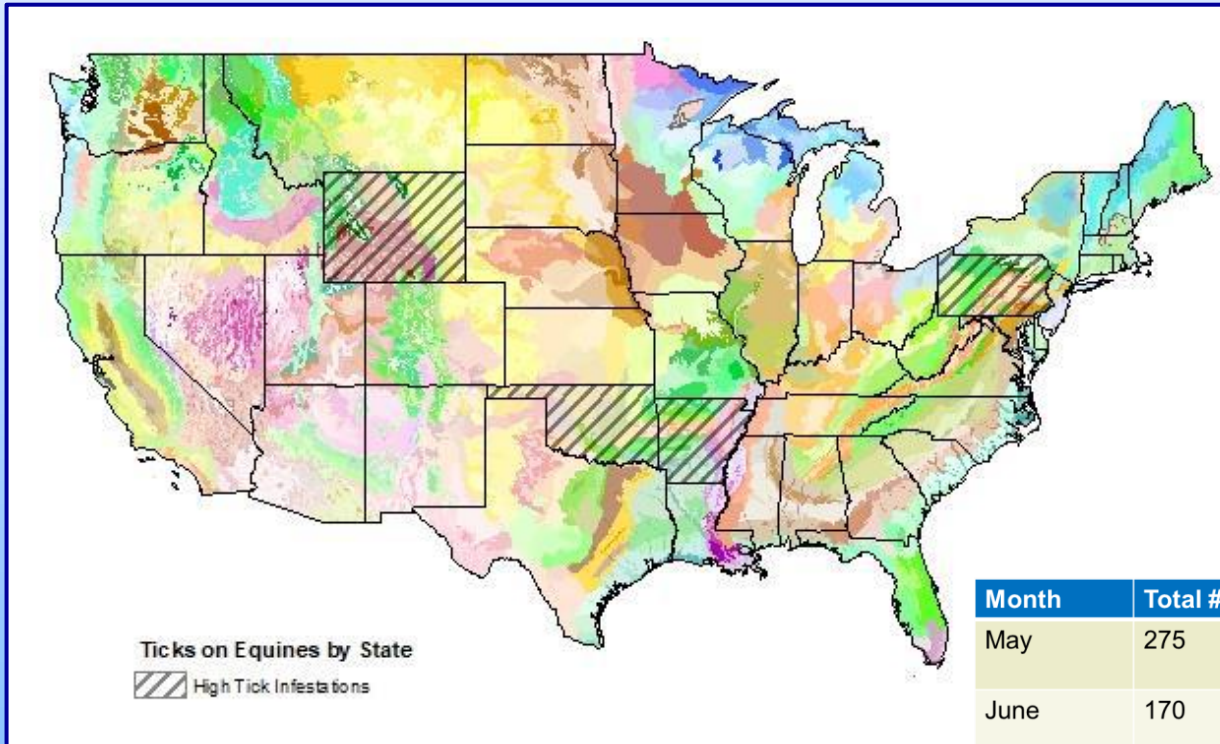 Ticks on Equines by State
High Tick Infestations
Month Total #
May 275
June 170